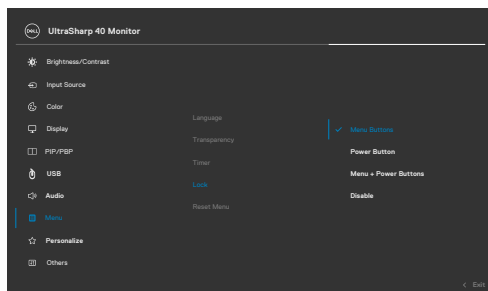 DELL
UltraSharp 40 Monitor
Brightness/Contrast
Input Source
Color
Display
PIP/PBP
USB
Audio
Menu
Personalize
Others
Language
Transparency
Timer
Lock
Reset Menu
Menu Buttons
Power Button
Menu + Power Buttons
Disable
Exit